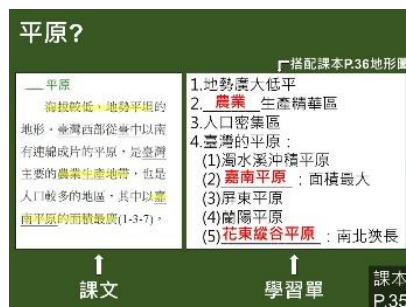 平原?
搭配課本P.36地形圖
平原
海拔較低，地勢平坦的
地形。臺灣西部從臺中以南
有連綿成片的平原，是臺灣
主要的農業生產地帶，也是
人口較多的地區，其中以嘉
南平原的面積最廣(1-3-7)。
1.地勢廣大低平
2.農業生產精華區
3.人口密集區
4.臺灣的平原：
(1)濁水溪沖積平原
(2)嘉南平原：面積最大
(3)屏東平原
(4)蘭陽平原
(5)花東縱谷平原：南北狹長
課文
學習單
課本
P.35